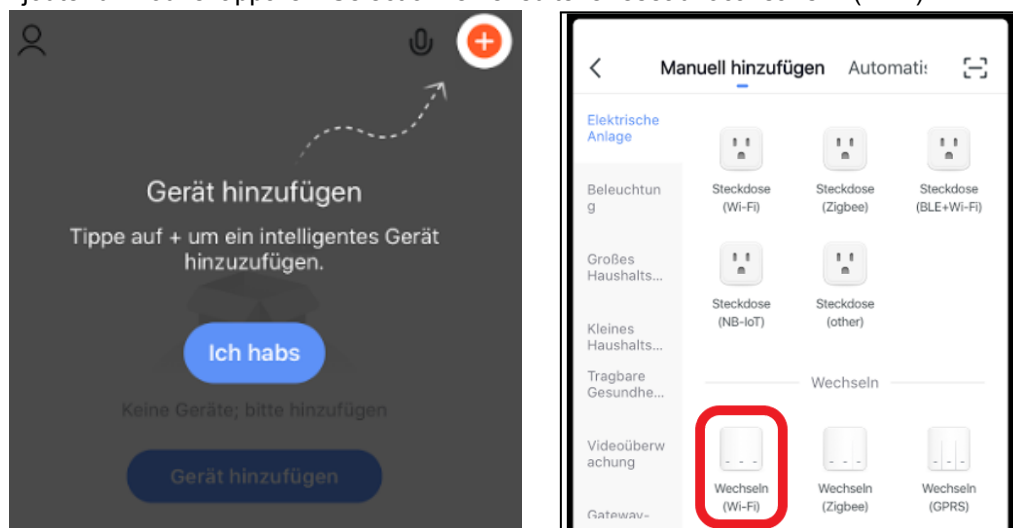 Gerät hinzufügen
Tippe auf + um ein intelligentes Gerät
hinzuzufügen.
Ich habs
Keine Geräte; bitte hinzufügen
Gerät hinzufügen
Manuell hinzufügen Automati
Elektrische
Anlage
Steckdose
(Wi-Fi)
Steckdose
(Zigbee)
Steckdose
(BLE+Wi-Fi)
Beleuchtun
g
Großes
Haushalts...
Steckdose
(NB-IoT)
Steckdose
(other)
Kleines
Haushalts...
Tragbare
Gesundhe...
Wechseln
Videoüberw
achung
Wechseln
(Wi-Fi)
Wechseln
(Zigbee)
Wechseln
(GPRS)
Gateway-